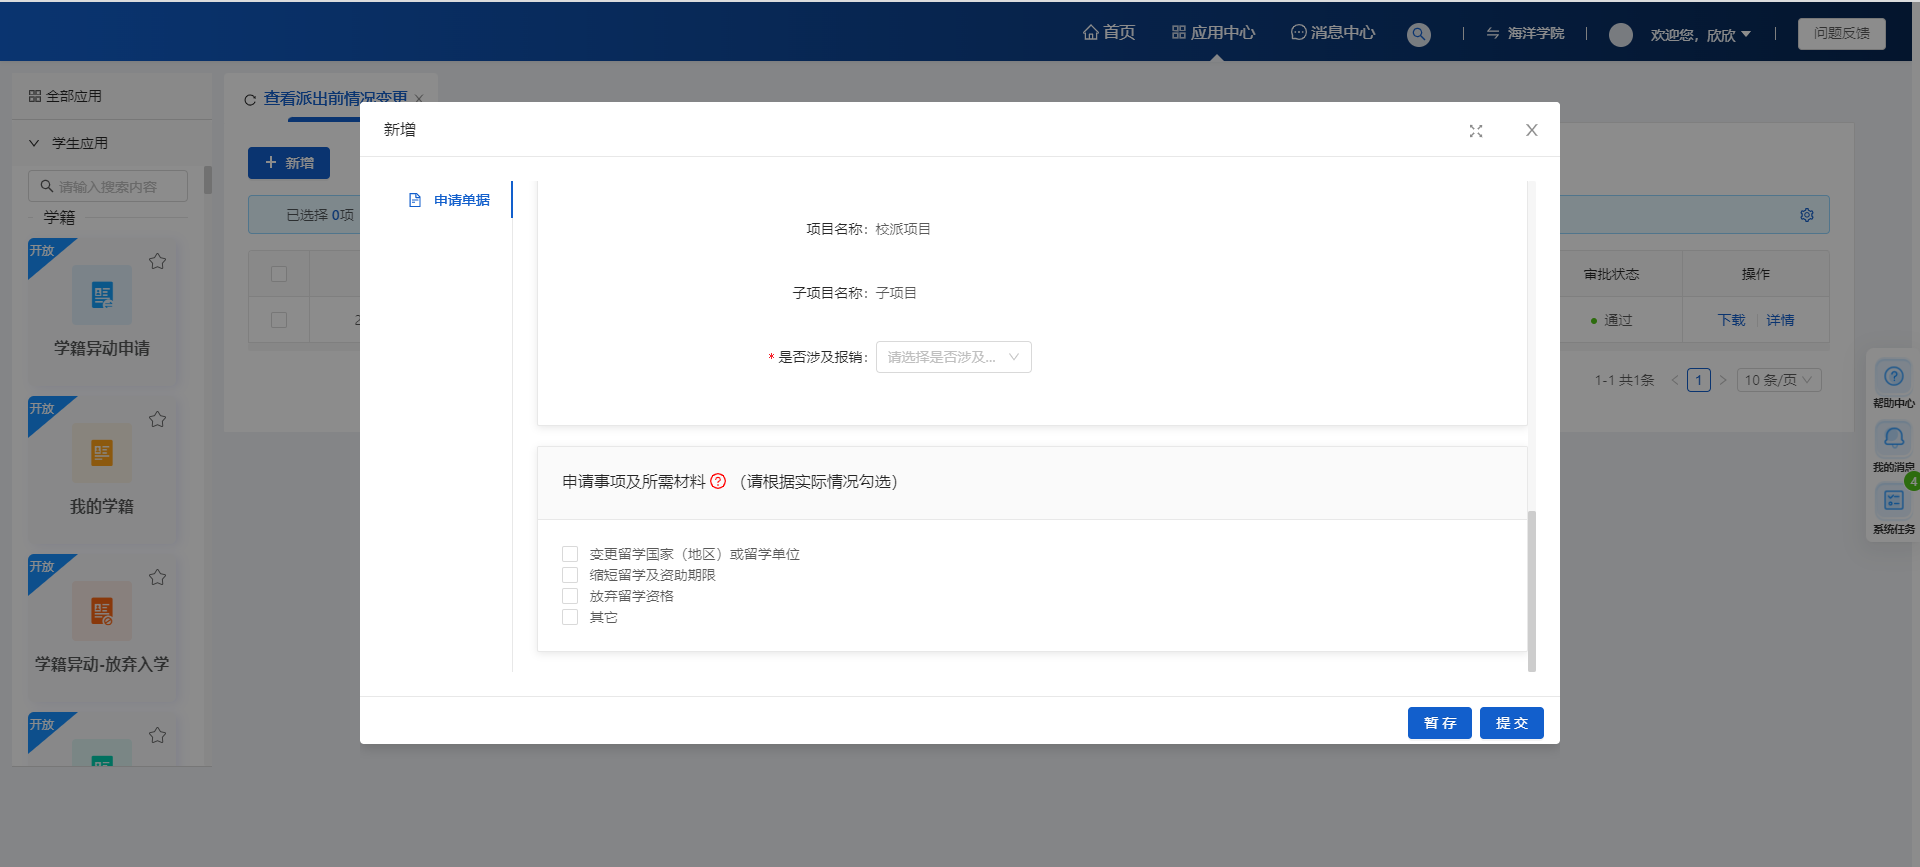 首页
应用中心
消息中心
海洋学院
欢迎您，欣欣
问题反馈
全部应用
学生应用
请输入搜索内容
学籍
开放
学籍异动申请
开放
我的学籍
开放
学籍异动-放弃入学
开放
查看派出前情况变更
+ 新增
已选择 0项
2
审批状态
操作
通过
下载
详情
1-1 共1条
1
10 条/页
新增
申请单据
项目名称：校派项目
子项目名称：子项目
*是否涉及报销：
请选择是否涉及...
申请事项及所需材料 （请根据实际情况勾选）
变更留学国家（地区）或留学单位
缩短留学及资助期限
放弃留学资格
其它
暂 存
提 交
帮助中心
我的消息
4
系统任务